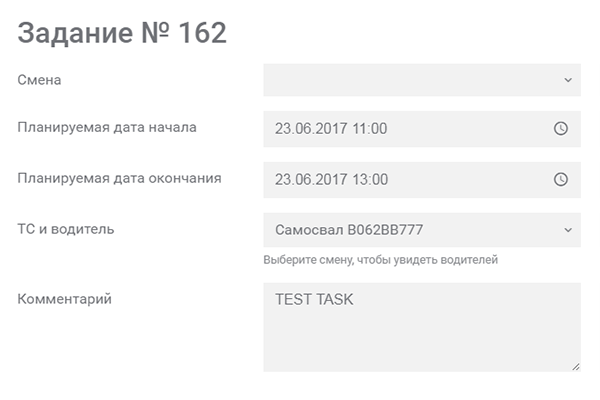 Задание № 162
Смена
Планируемая дата начала
23.06.2017 11:00
Планируемая дата окончания
23.06.2017 13:00
ТС и водитель
Самосвал В062ВВ777
Выберите смену, чтобы увидеть водителей
Комментарий
TEST TASK